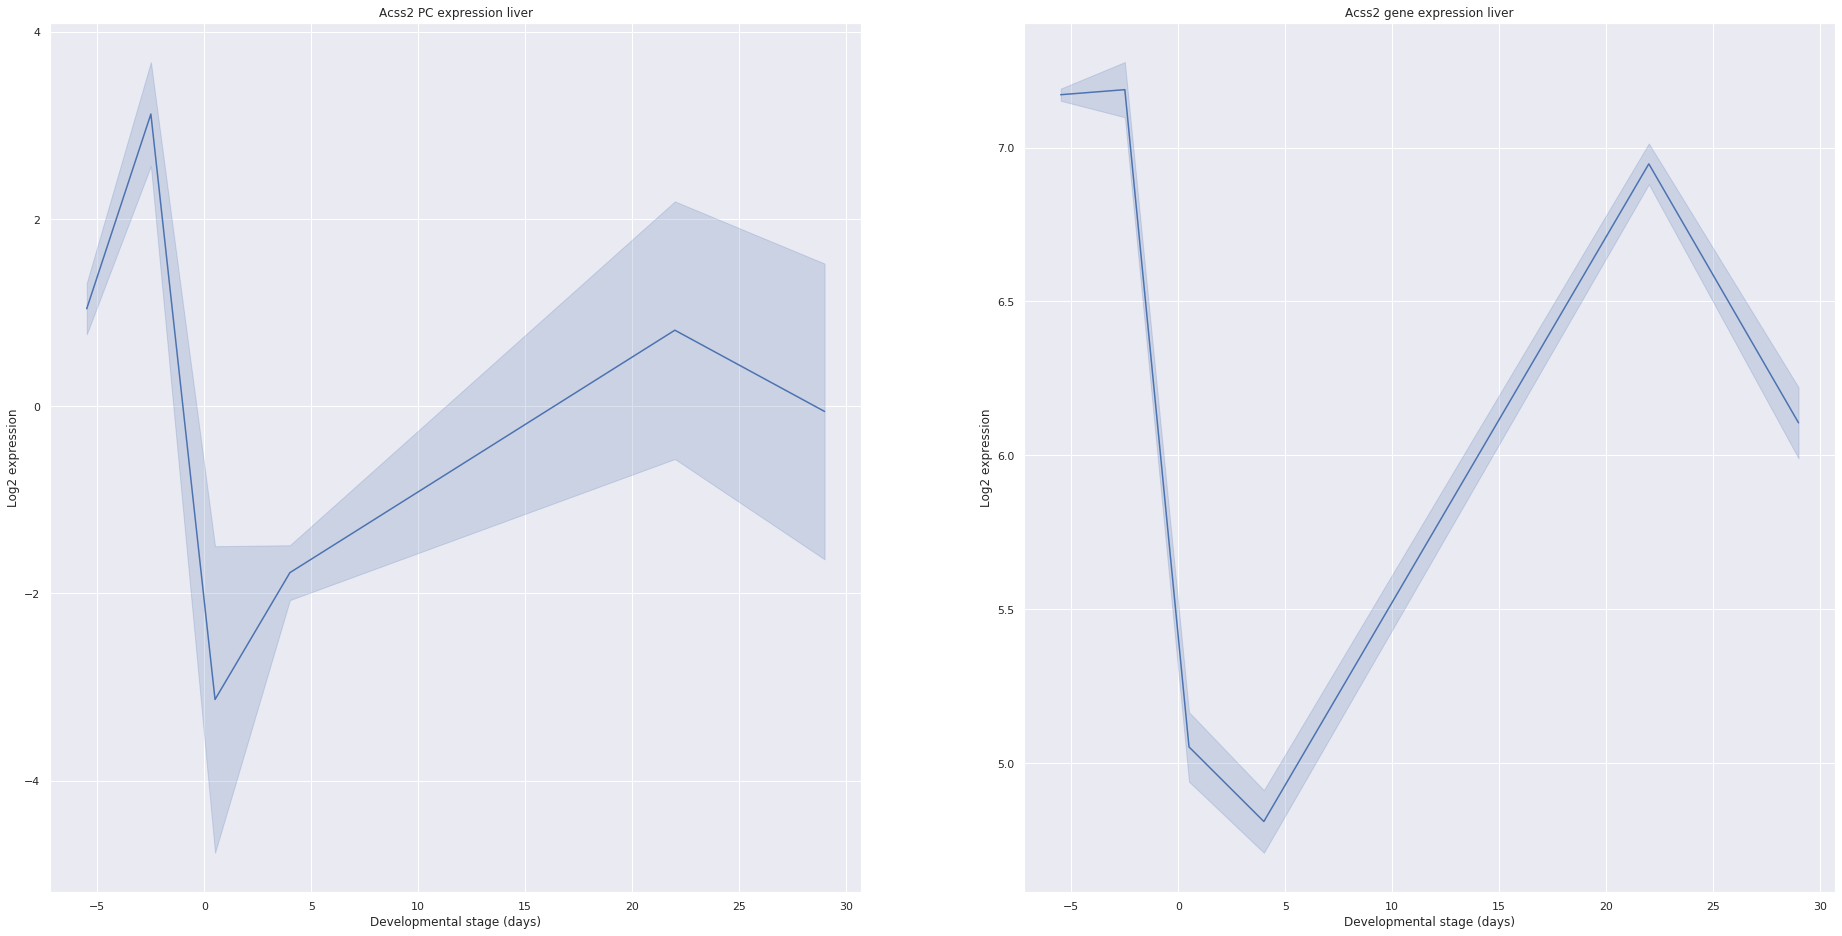 Acss2 PC expression liver
4
2
0
−2
−4
Log2 expression
−5 0 5 10 15 20 25 30
Developmental stage (days)
Acss2 gene expression liver
7.0
6.5
6.0
5.5
5.0
Log2 expression
−5 0 5 10 15 20 25 30
Developmental stage (days)